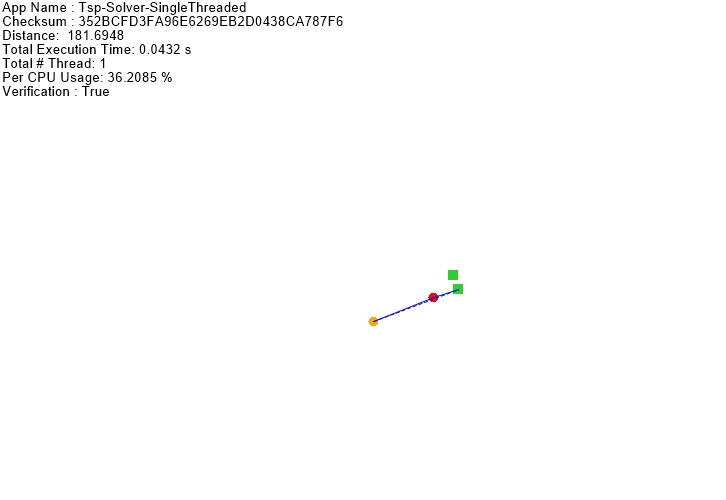 App Name : Tsp-Solver-SingleThreaded
Checksum : 352BCFD3FA96E6269EB2D0438CA787F6
Distance:  181.6948
Total Execution Time: 0.0432 s
Total # Thread: 1
Per CPU Usage: 36.2085 %
Verification : True